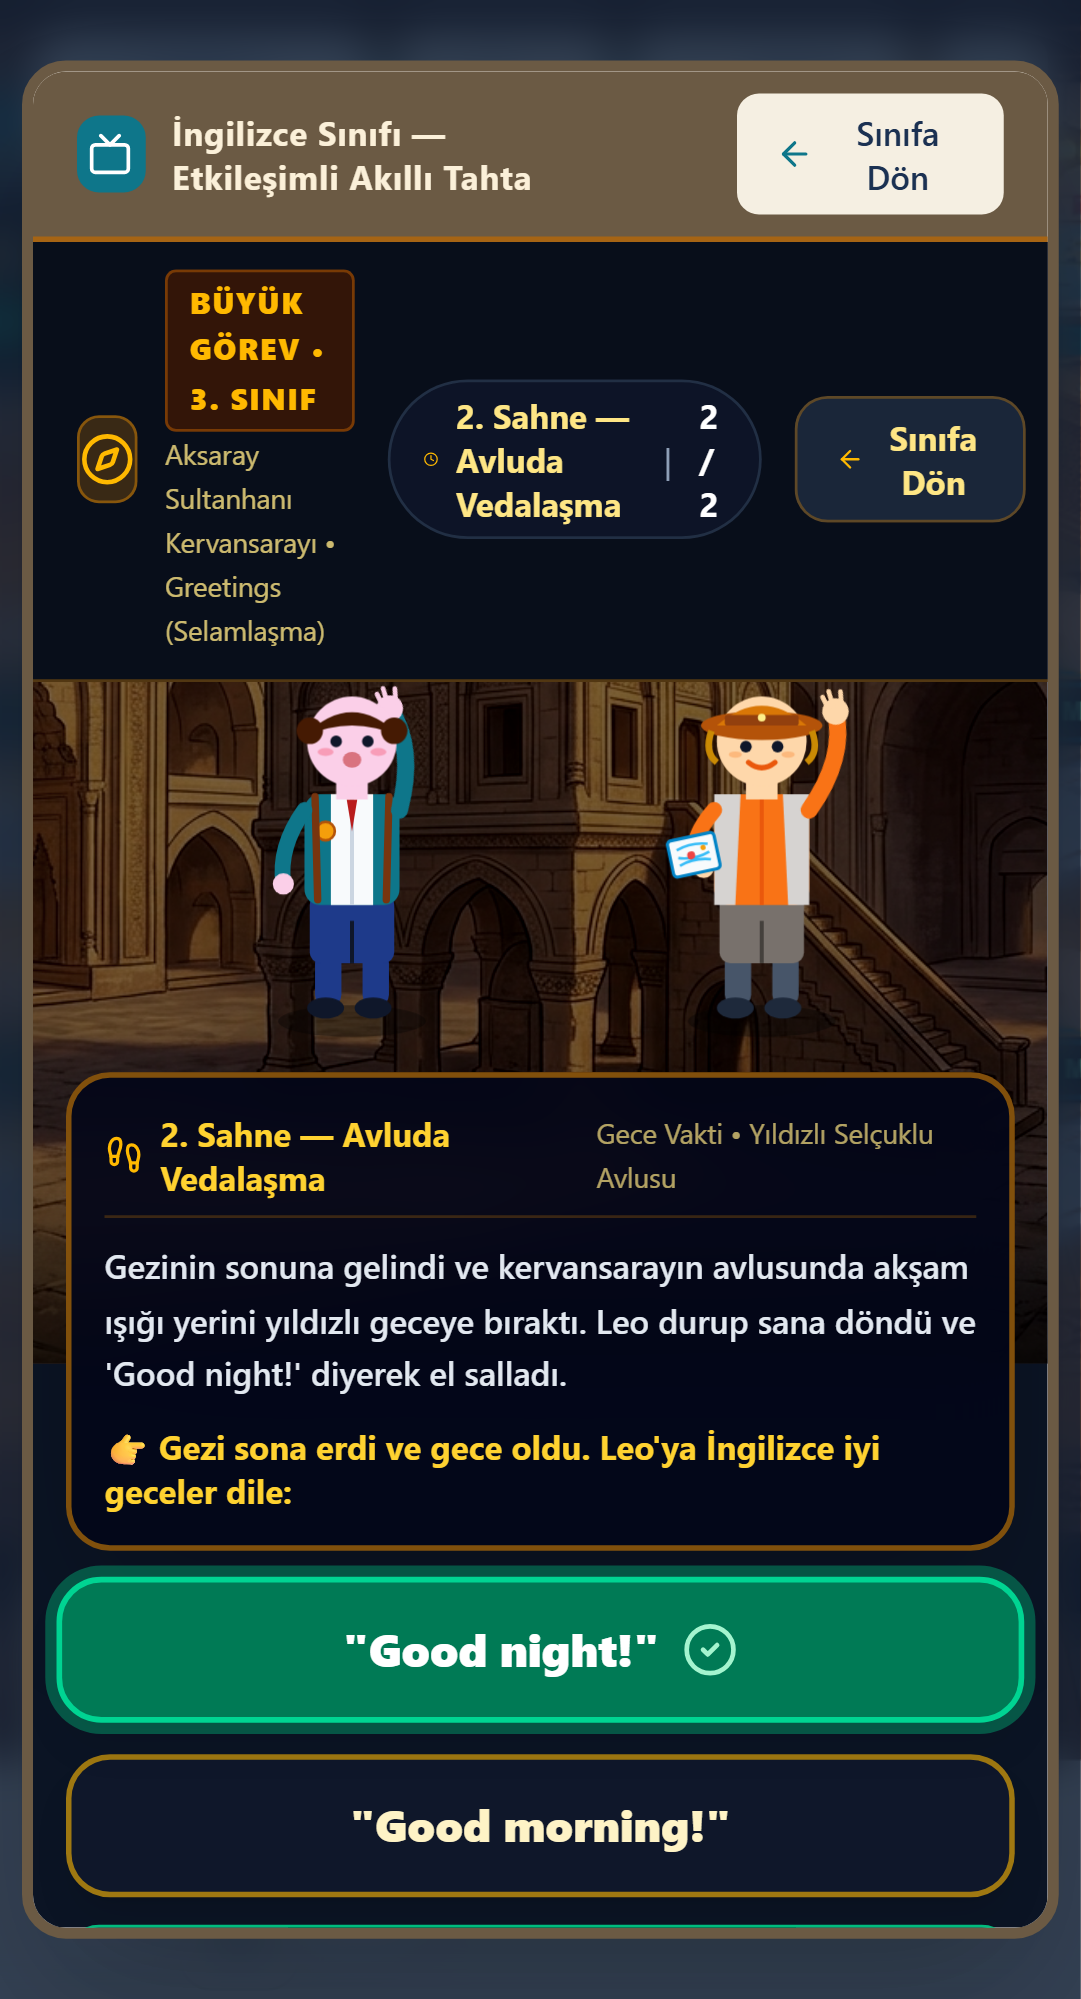 İngilizce Sınıfı —
Etkileşimli Akıllı Tahta
Sınıfa
Dön
BÜYÜK
GÖREV •
3. SINIF
Aksaray
Sultanhanı
Kervansarayı •
Greetings
(Selamlaşma)
2. Sahne —
Avluda
Vedalaşma
|
2
/
2
Sınıfa
Dön
2. Sahne — Avluda
Vedalaşma
Gece Vakti • Yıldızlı Selçuklu
Avlusu
Gezinin sonuna gelindi ve kervansarayın avlusunda akşam
ışığı yerini yıldızlı geceye bıraktı. Leo durup sana döndü ve
'Good night!' diyerek el salladı.
👉 Gezi sona erdi ve gece oldu. Leo'ya İngilizce iyi
geceler dile:
"Good night!"
"Good morning!"